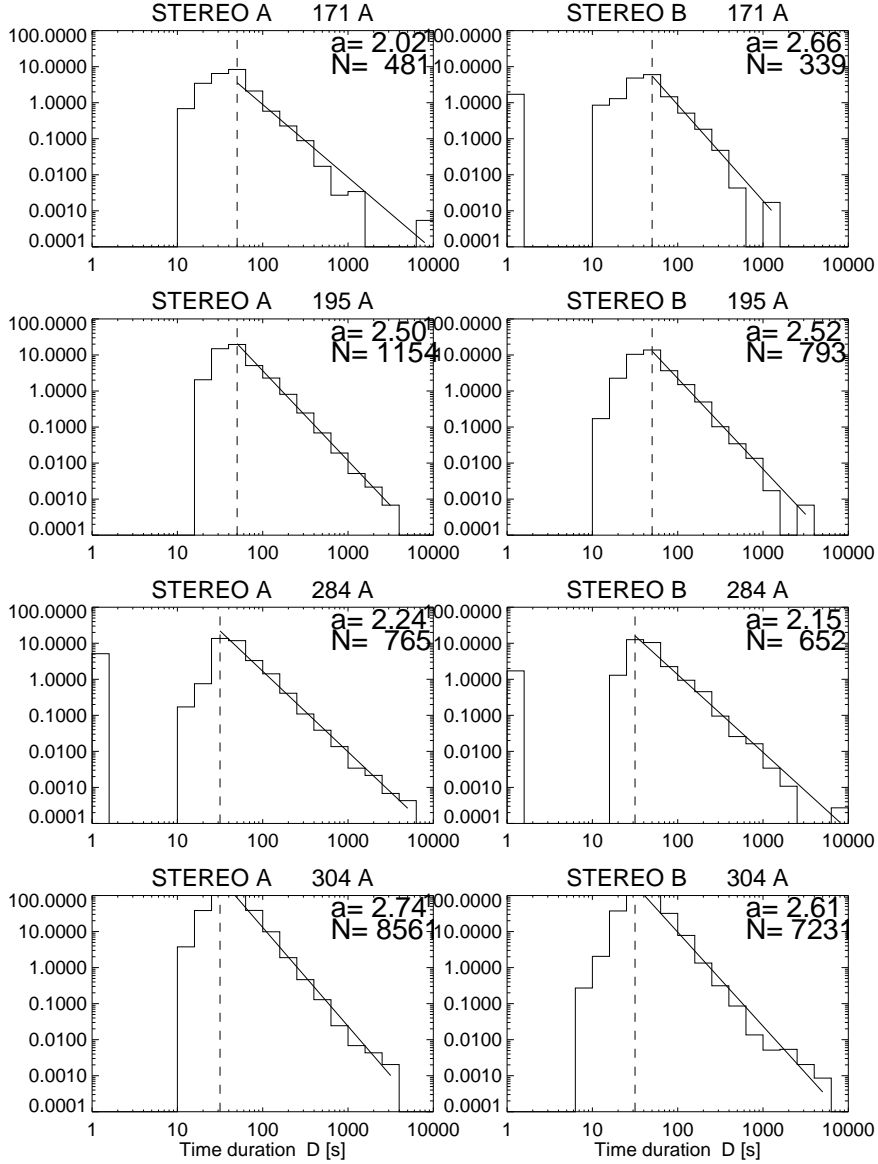 STEREO A 171 A
a= 2.02
N= 481
100.0000
10.0000
1.0000
0.1000
0.0100
0.0010
0.0001
1 10 100 1000 10000
STEREO B 171 A
a= 2.66
N= 339
100.0000
10.0000
1.0000
0.1000
0.0100
0.0010
0.0001
1 10 100 1000 10000
STEREO A 195 A
a= 2.50
N= 1154
100.0000
10.0000
1.0000
0.1000
0.0100
0.0010
0.0001
1 10 100 1000 10000
STEREO B 195 A
a= 2.52
N= 793
100.0000
10.0000
1.0000
0.1000
0.0100
0.0010
0.0001
1 10 100 1000 10000
STEREO A 284 A
a= 2.24
N= 765
100.0000
10.0000
1.0000
0.1000
0.0100
0.0010
0.0001
1 10 100 1000 10000
STEREO B 284 A
a= 2.15
N= 652
100.0000
10.0000
1.0000
0.1000
0.0100
0.0010
0.0001
1 10 100 1000 10000
STEREO A 304 A
a= 2.74
N= 8561
100.0000
10.0000
1.0000
0.1000
0.0100
0.0010
0.0001
1 10 100 1000 10000
Time duration D [s]
STEREO B 304 A
a= 2.61
N= 7231
100.0000
10.0000
1.0000
0.1000
0.0100
0.0010
0.0001
1 10 100 1000 10000
Time duration D [s]